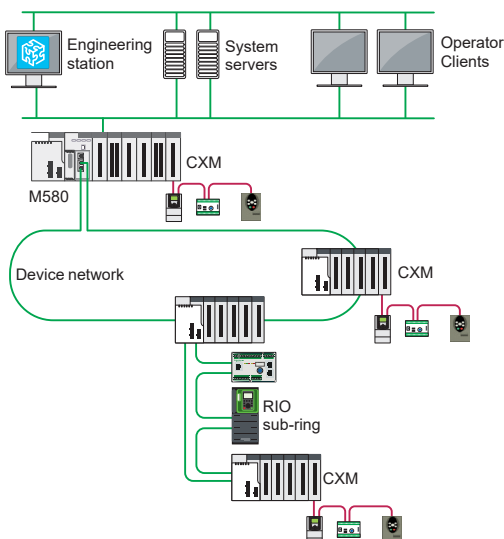 Engineering
station
System
servers
Operator
Clients
CXM
M580
Device network
CXM
RIO
sub-ring
CXM